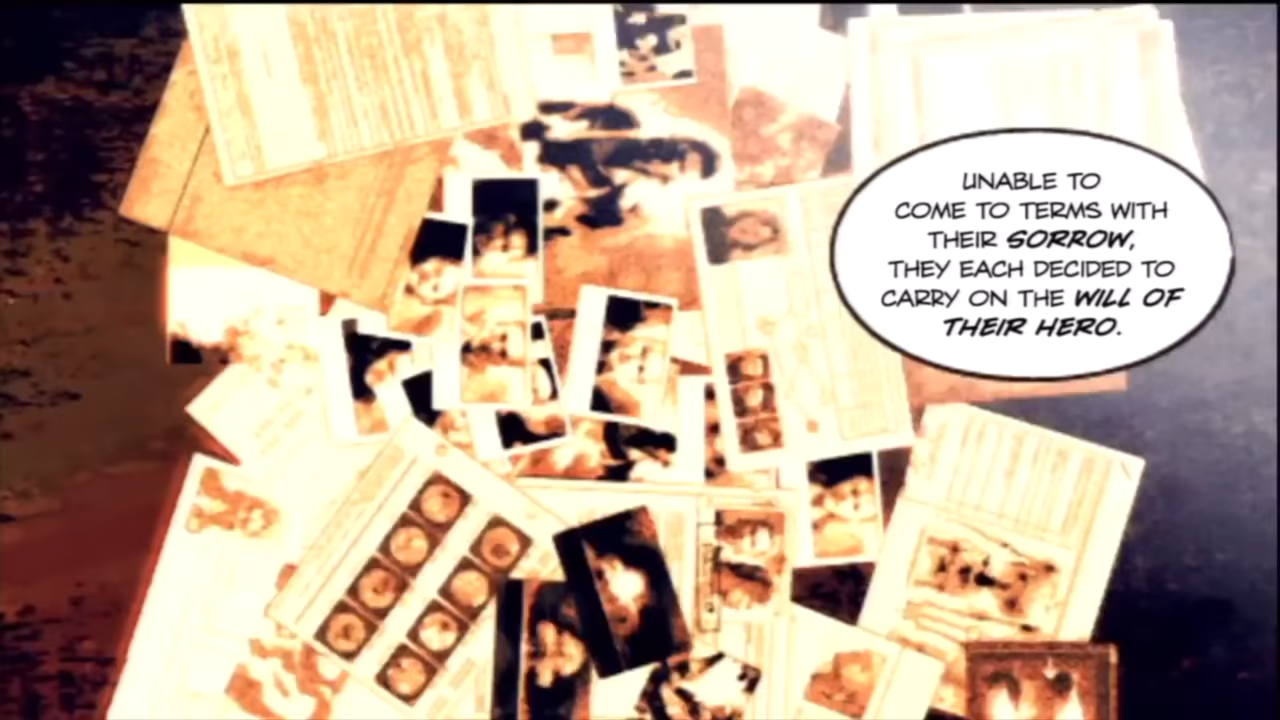 UNABLE TO
COME TO TERMS WITH
THEIR SORROW,
THEY EACH DECIDED TO
CARRY ON THE WILL OF
THEIR HERO.